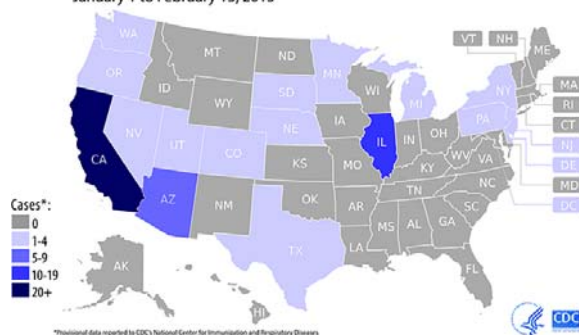 January 1 to February 13, 2015
WA
MT
ND
VT
NH
ME
OR
ID
WY
SD
MN
WI
MI
NY
MA
RI
CT
NV
UT
CO
NE
IA
IL
IN
OH
PA
NJ
DE
MD
DC
CA
AZ
NM
KS
MO
KY
WV
VA
OK
AR
TN
NC
SC
TX
LA
MS
AL
GA
FL
AK
HI
Cases*:
0
1-4
5-9
10-19
20+
*Provisional data reported to CDC's National Center for Immunization and Respiratory Diseases
CDC